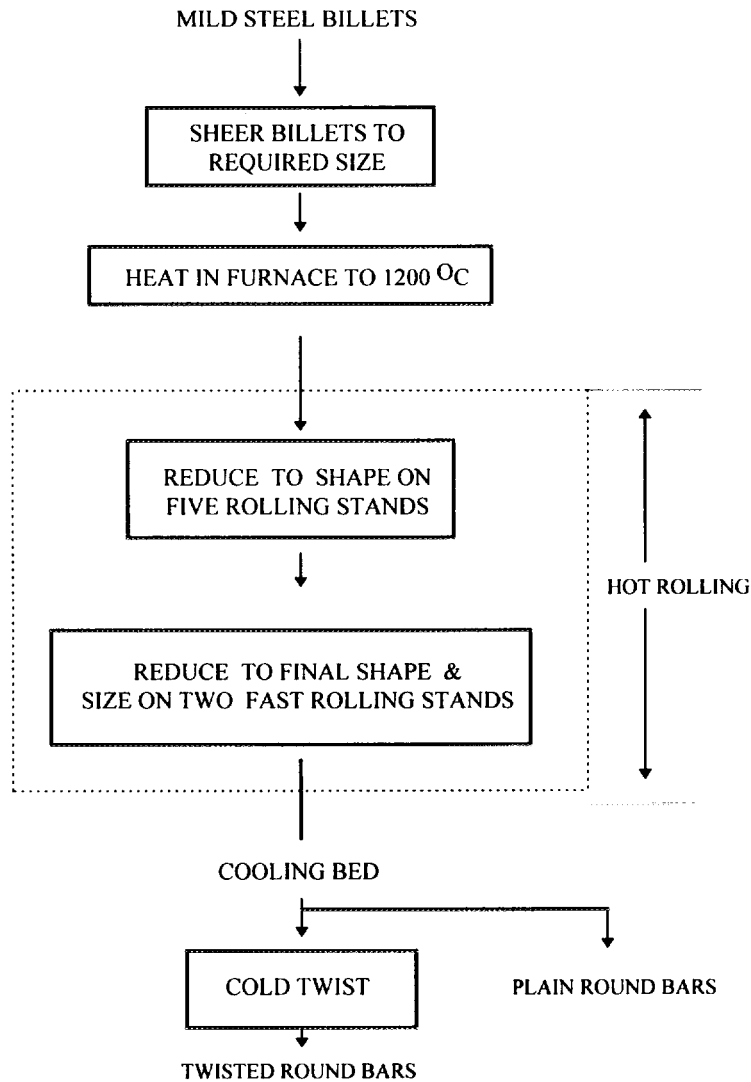 MILD STEEL BILLETS
SHEER BILLETS TO
REQUIRED SIZE
HEAT IN FURNACE TO 1200 °C
REDUCE TO SHAPE ON
FIVE ROLLING STANDS
HOT ROLLING
REDUCE TO FINAL SHAPE &
SIZE ON TWO FAST ROLLING STANDS
COOLING BED
COLD TWIST
PLAIN ROUND BARS
TWISTED ROUND BARS